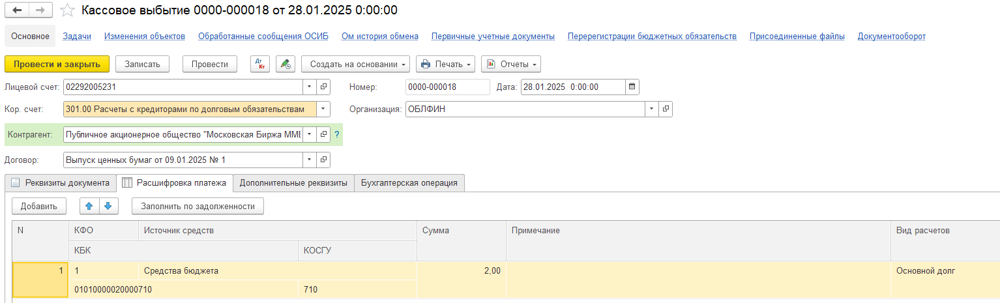 Кассовое выбытие 0000-000018 от 28.01.2025 0:00:00
Основное Задачи Изменения объектов Обработанные сообщения ОСИБ Ом история обмена Первичные учетные документы Перерегистрации бюджетных обязательств Присоединенные файлы Документооборот
Провести и закрыть Записать Провести Дт Кт Создать на основании Печать Отчеты
Лицевой счет: 02292005231 Номер: 0000-000018 Дата: 28.01.2025 0:00:00
Кор. счет: 301.00 Расчеты с кредиторами по долговым обязательствам Организация: ОБЛФИН
Контрагент: Публичное акционерное общество "Московская Биржа ММВ ?
Договор: Выпуск ценных бумаг от 09.01.2025 № 1
Реквизиты документа Расшифровка платежа Дополнительные реквизиты Бухгалтерская операция
Добавить Заполнить по задолженности
N КФО Источник средств Сумма Примечание Вид расчетов
КБК КОСГУ
1 1 Средства бюджета 2,00 Основной долг
01010000020000710 710